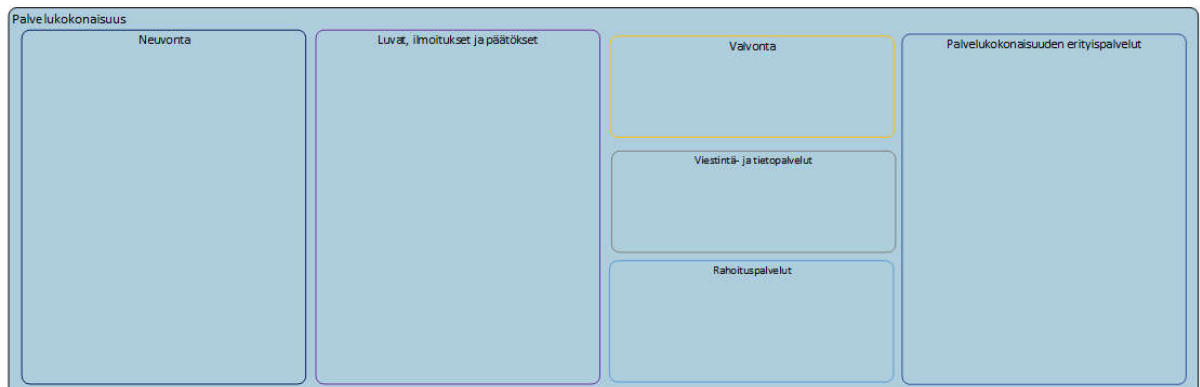 Palvelukokonaisuus
Neuvonta
Luvat, ilmoitukset ja päätökset
Valvonta
Viestintä- ja tietopalvelut
Rahoituspalvelut
Palvelukokonaisuuden erityispalvelut